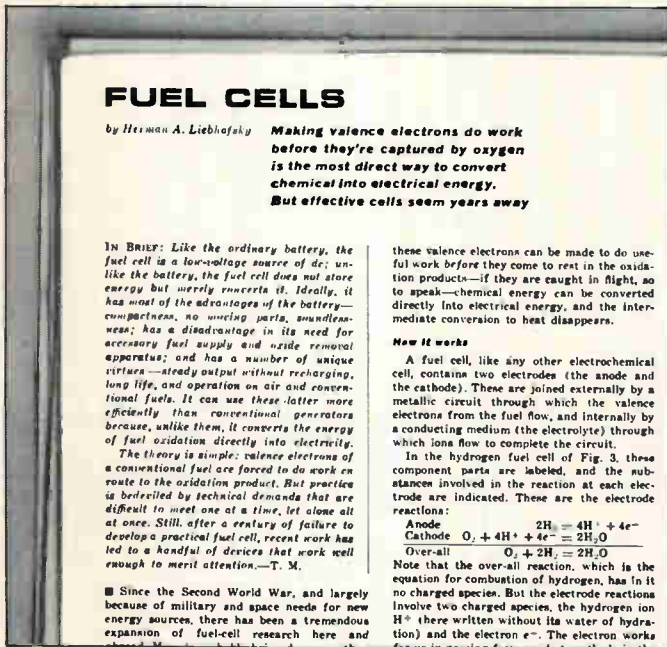 FUEL CELLS
by Herman A. Liebhafsky
Making valence electrons do work
before they're captured by oxygen
is the most direct way to convert
chemical into electrical energy.
But effective cells seem years away
IN BRIEF: Like the ordinary battery, the
fuel cell is a low-voltage source of dc; un-
like the battery, the fuel cell does not store
energy but merely converts it. Ideally, it
has most of the advantages of the battery—
compactness, no moving parts, soundless-
ness; has a disadvantage in its need for
accessory fuel supply and oxide removal
apparatus; and has a number of unique
virtues—steady output without recharging,
long life, and operation on air and conven-
tional fuels. It can use these latter more
efficiently than conventional generators
because, unlike them, it converts the energy
of fuel oxidation directly into electricity.
The theory is simple: valence electrons of
a conventional fuel are forced to do work en
route to the oxidation product. But practice
is bedeviled by technical demands that are
difficult to meet one at a time, let alone all
at once. Still, after a century of failure to
develop a practical fuel cell, recent work has
led to a handful of devices that work well
enough to merit attention.—T. M.
■ Since the Second World War, and largely
because of military and space needs for new
energy sources, there has been a tremendous
expansion of fuel-cell research here and
these valence electrons can be made to do use-
ful work before they come to rest in the oxida-
tion products—if they are caught in flight, so
to speak—chemical energy can be converted
directly into electrical energy, and the inter-
mediate conversion to heat disappears.
How it works
A fuel cell, like any other electrochemical
cell, contains two electrodes (the anode and
the cathode). These are joined externally by a
metallic circuit through which the valence
electrons from the fuel flow, and internally by
a conducting medium (the electrolyte) through
which ions flow to complete the circuit.
In the hydrogen fuel cell of Fig. 3, these
component parts are labeled, and the sub-
stances involved in the reaction at each elec-
trode are indicated. These are the electrode
reactions:
Anode 2H₂ = 4H⁺ + 4e⁻
Cathode O₂ + 4H⁺ + 4e⁻ = 2H₂O
Over-all O₂ + 2H₂ = 2H₂O
Note that the over-all reaction, which is the
equation for combustion of hydrogen, has in it
no charged species. But the electrode reactions
involve two charged species, the hydrogen ion
H⁺ (here written without its water of hydra-
tion) and the electron e⁻. The electron works